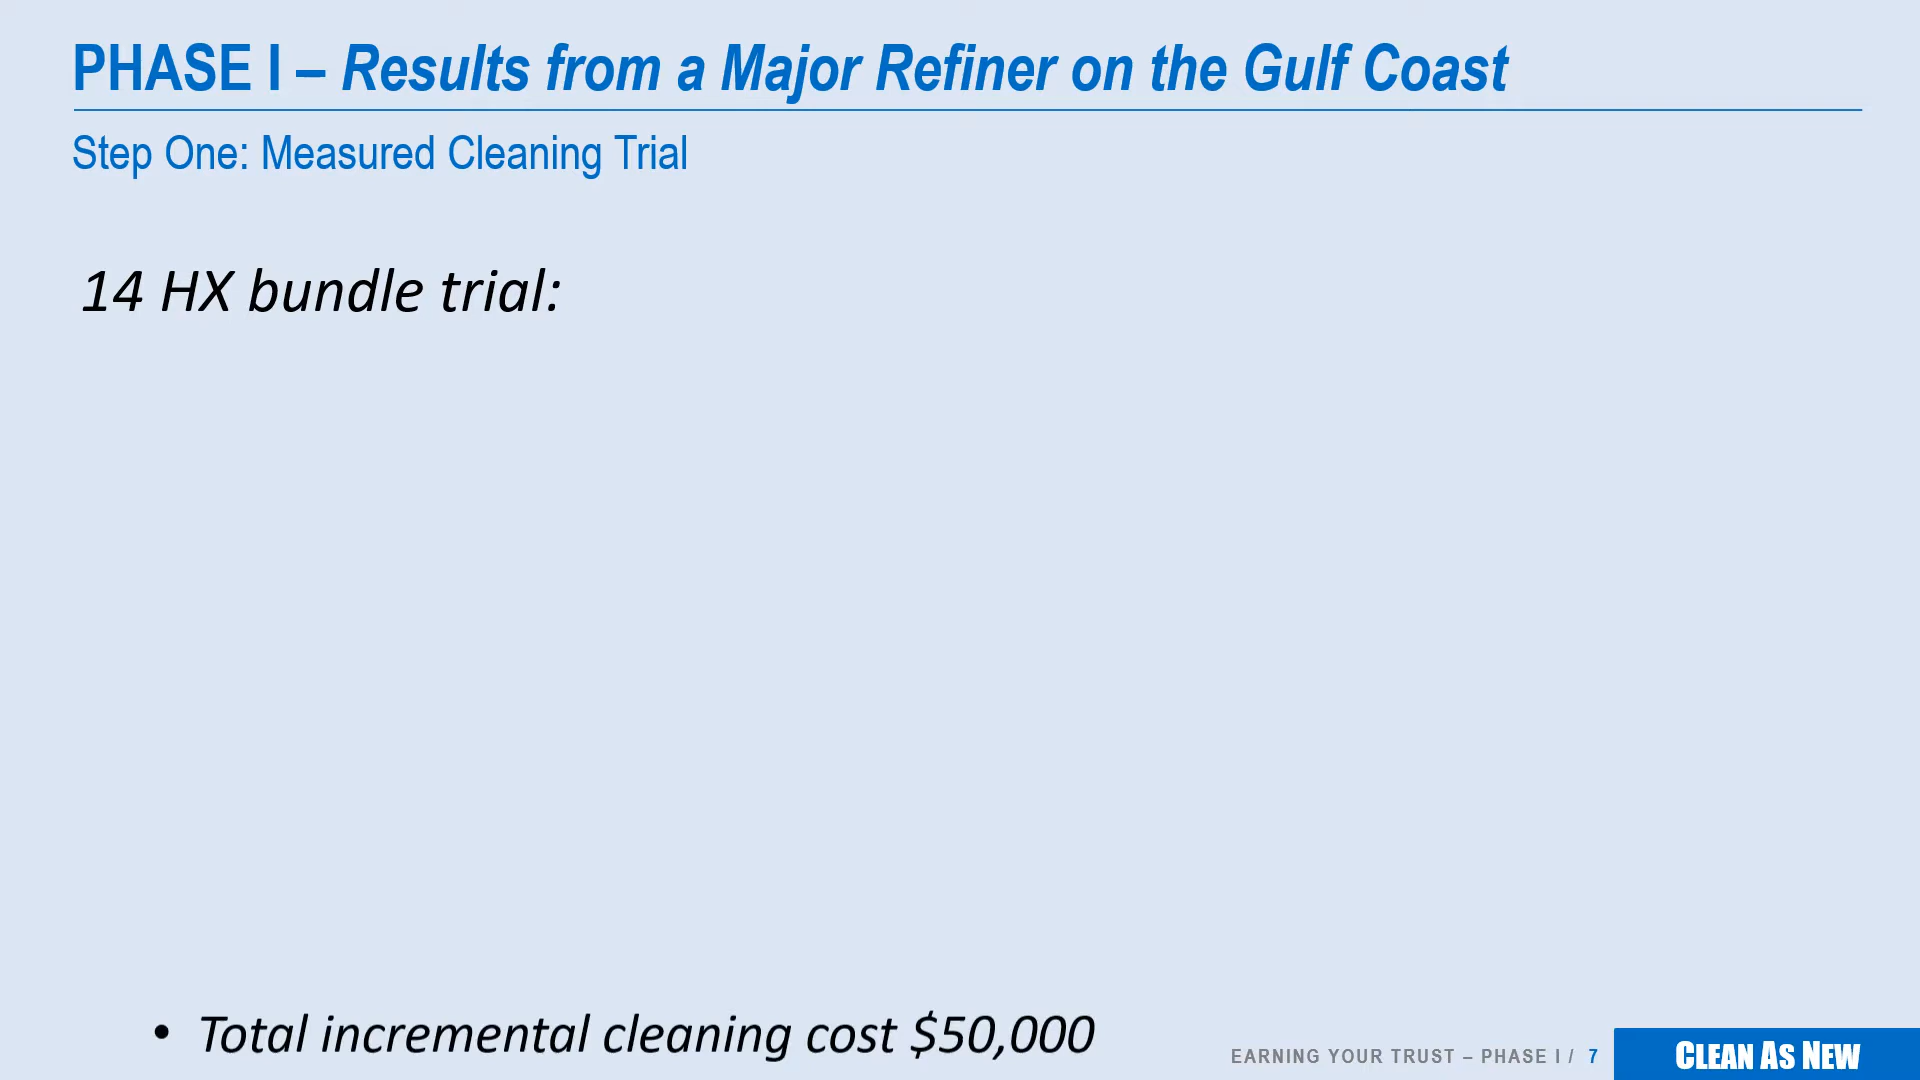 PHASE I – Results from a Major Refiner on the Gulf Coast
Step One: Measured Cleaning Trial
14 HX bundle trial:
• Total incremental cleaning cost $50,000
EARNING YOUR TRUST – PHASE I / 7
CLEAN AS NEW